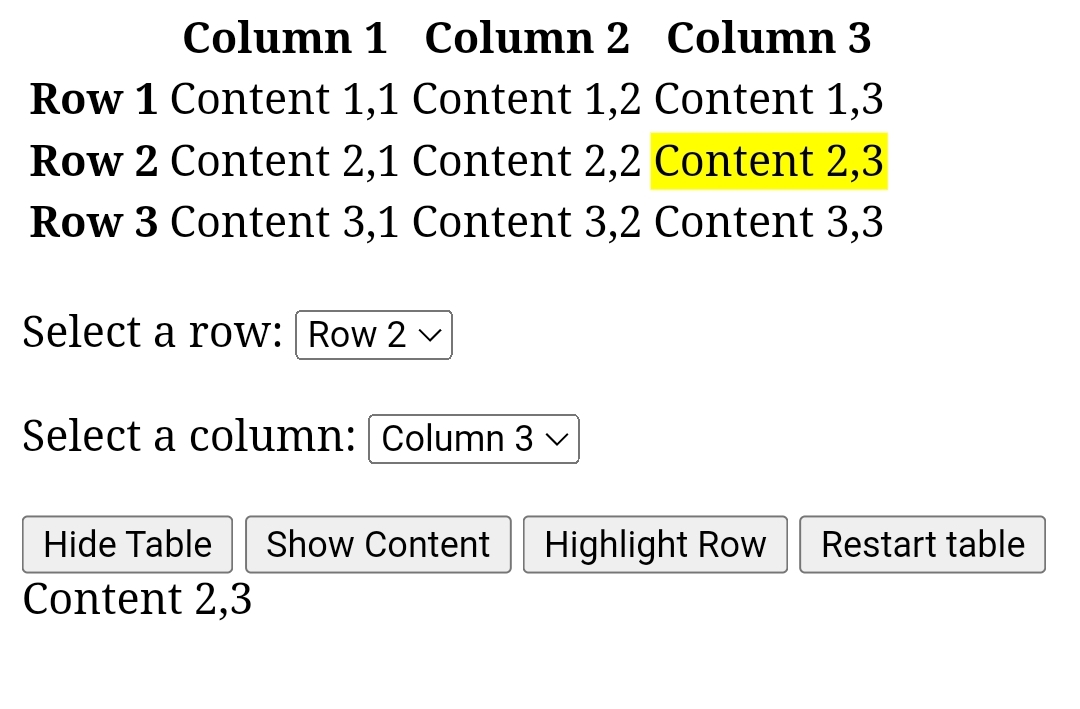 Column 1 Column 2 Column 3
Row 1 Content 1,1 Content 1,2 Content 1,3
Row 2 Content 2,1 Content 2,2 Content 2,3
Row 3 Content 3,1 Content 3,2 Content 3,3
Select a row: Row 2
Select a column: Column 3
Hide Table Show Content Highlight Row Restart table
Content 2,3